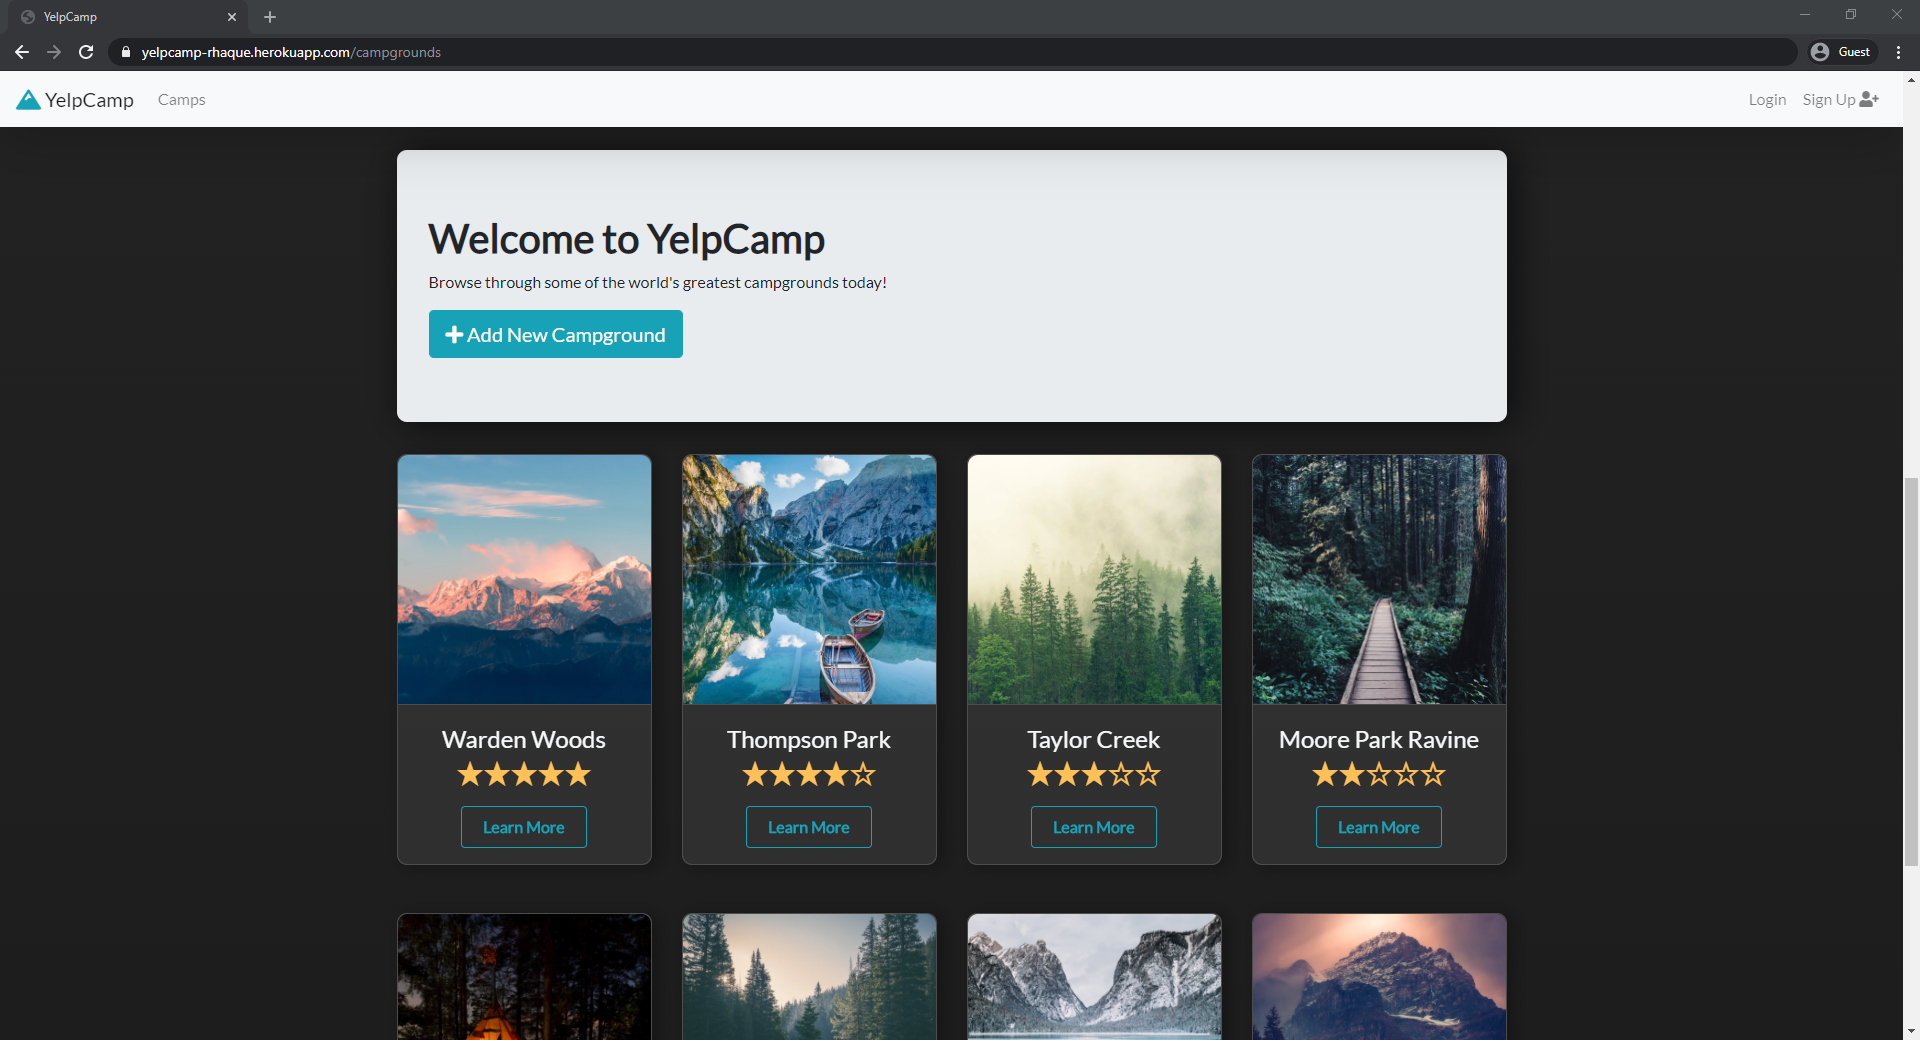 YelpCamp
yelpcamp-rhaque.herokuapp.com/campgrounds
Guest
YelpCamp Camps
Login Sign Up
Welcome to YelpCamp
Browse through some of the world's greatest campgrounds today!
Add New Campground
Warden Woods
Learn More
Thompson Park
Learn More
Taylor Creek
Learn More
Moore Park Ravine
Learn More